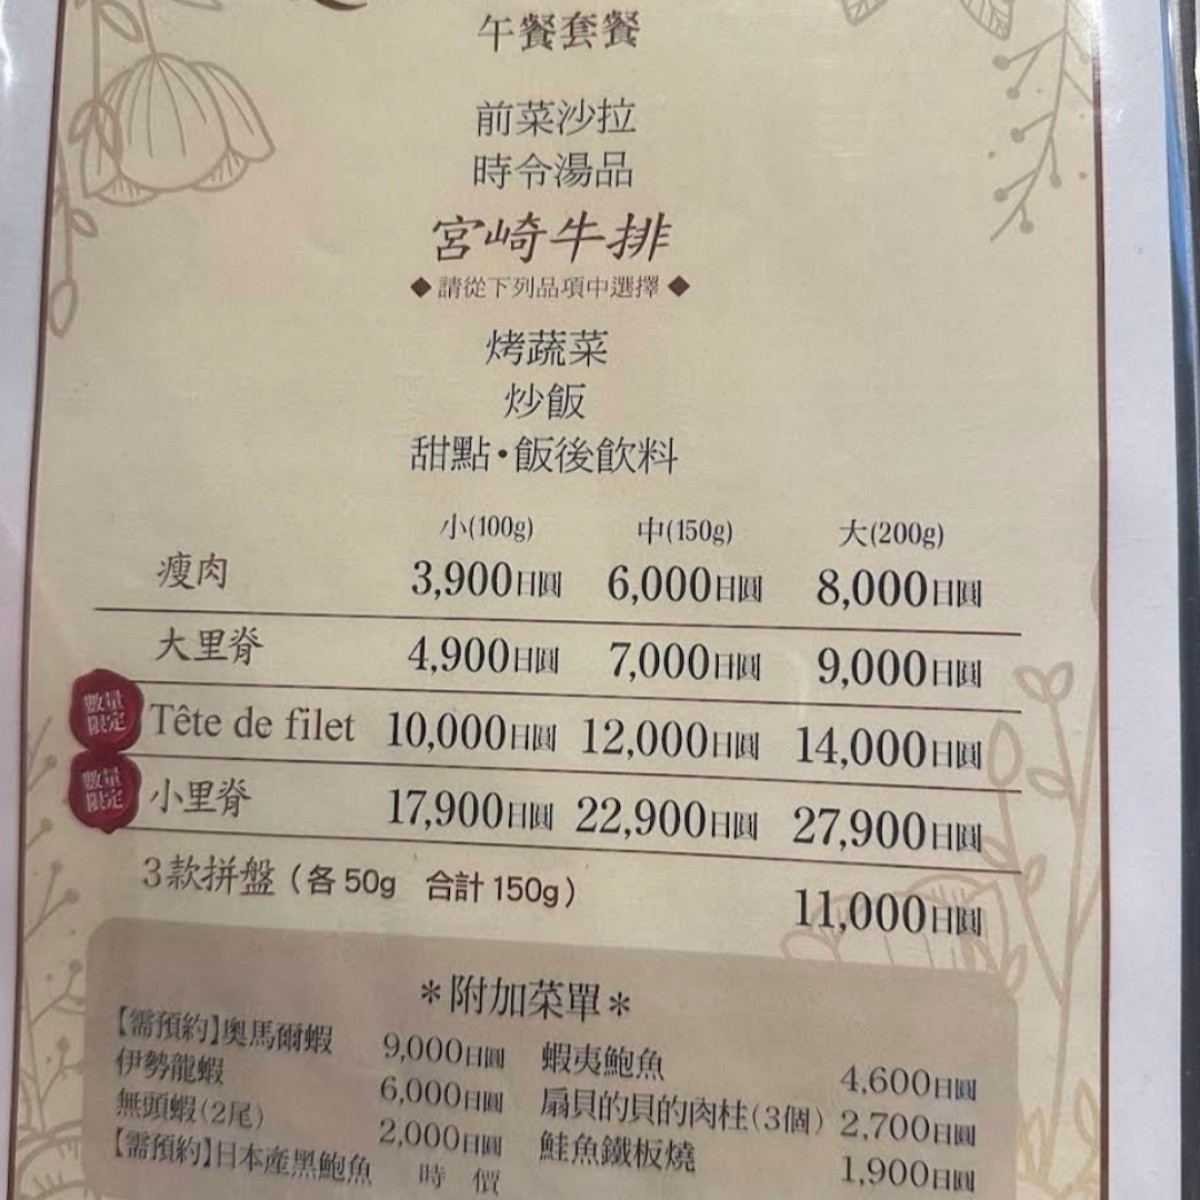 午餐套餐
前菜沙拉
時令湯品
宮崎牛排
◆請從下列品項中選擇◆
烤蔬菜
炒飯
甜點・飯後飲料
小(100g) 中(150g) 大(200g)
瘦肉 3,900日圓 6,000日圓 8,000日圓
大里脊 4,900日圓 7,000日圓 9,000日圓
數量限定 Tête de filet 10,000日圓 12,000日圓 14,000日圓
數量限定 小里脊 17,900日圓 22,900日圓 27,900日圓
3款拼盤（各50g 合計150g） 11,000日圓
＊附加菜單＊
【需預約】奧馬爾蝦 9,000日圓
伊勢龍蝦 6,000日圓
無頭蝦(2尾) 2,000日圓
【需預約】日本產黑鮑魚 時價
蝦夷鮑魚 4,600日圓
扇貝的貝的肉柱(3個) 2,700日圓
鮭魚鐵板燒 1,900日圓